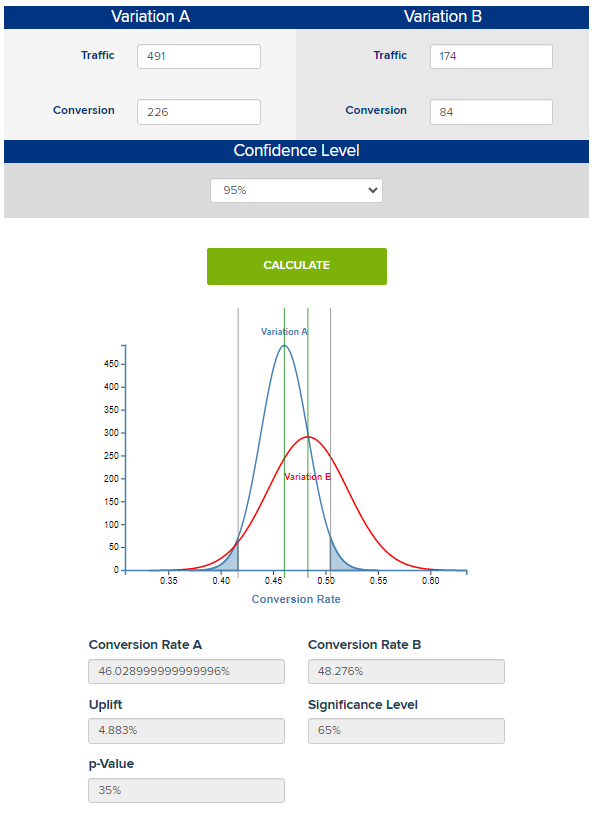 Variation A
Variation B
Traffic 491
Traffic 174
Conversion 226
Conversion 84
Confidence Level
95%
CALCULATE
Variation A
450
400
350
300
250
200
Variation B
150
100
50
0
0.35 0.40 0.45 0.50 0.55 0.60
Conversion Rate
Conversion Rate A
Conversion Rate B
46.028999999999996%
48.276%
Uplift
Significance Level
4.883%
65%
p-Value
35%